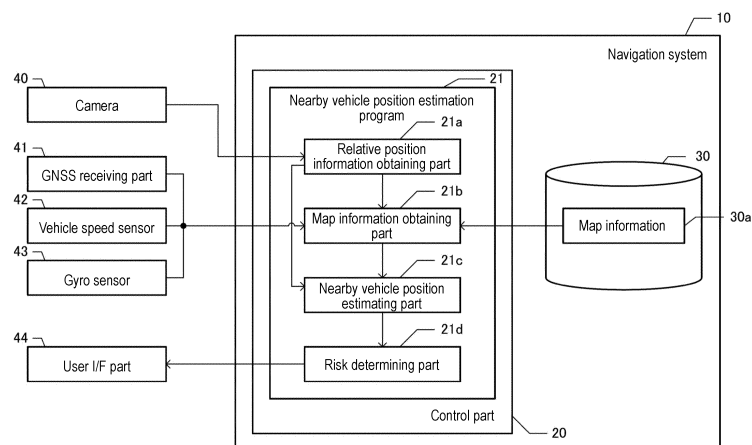 10
Navigation system
40
Camera
21
Nearby vehicle position estimation
program
21a
Relative position
information obtaining part
41
GNSS receiving part
42
Vehicle speed sensor
43
Gyro sensor
21b
Map information obtaining
part
30
Map information
30a
21c
Nearby vehicle position
estimating part
44
User I/F part
21d
Risk determining part
Control part
20